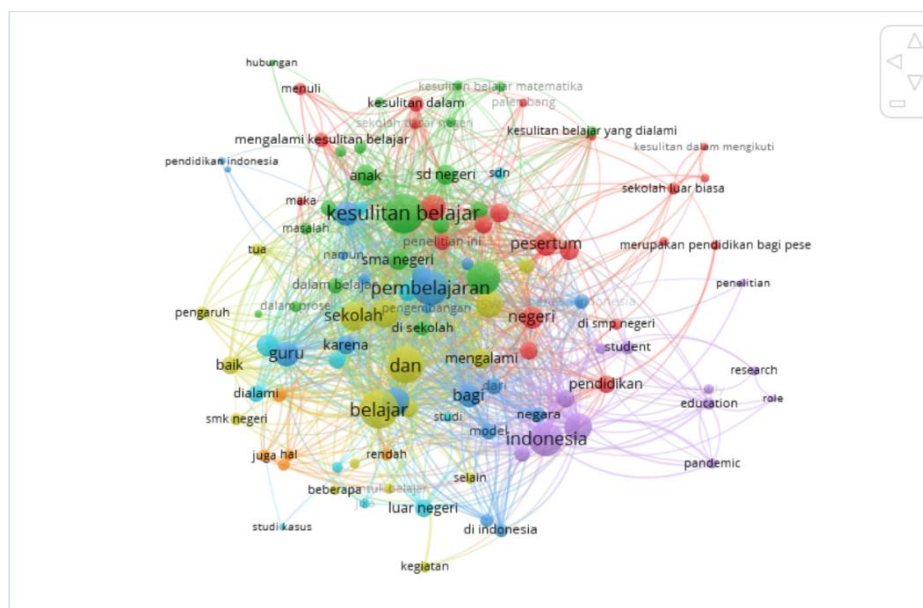 hubungan
menuli
kesulitan belajar matematika
kesulitan dalam
palembang
mengalami kesulitan belajar
kesulitan belajar yang dialami
kesulitan dalam mengikuti
pendidikan indonesia
anak
sd negeri
sdn
sekolah luar biasa
maka
kesulitan belajar
masalah
penelitian ini
pesertum
merupakan pendidikan bagi pese
tua
namun
sma negeri
dalam belajar
pembelajaran
penelitian
dalam prose
pengembangan
pengaruh
sekolah
di sekolah
negeri
di smp negeri
guru
karena
student
baik
dan
mengalami
research
dialami
bagi
dari
pendidikan
education
role
smk negeri
belajar
studi
negara
model
indonesia
juga hal
rendah
pandemic
beberapa
selain
luar negeri
studi kasus
di indonesia
kegiatan